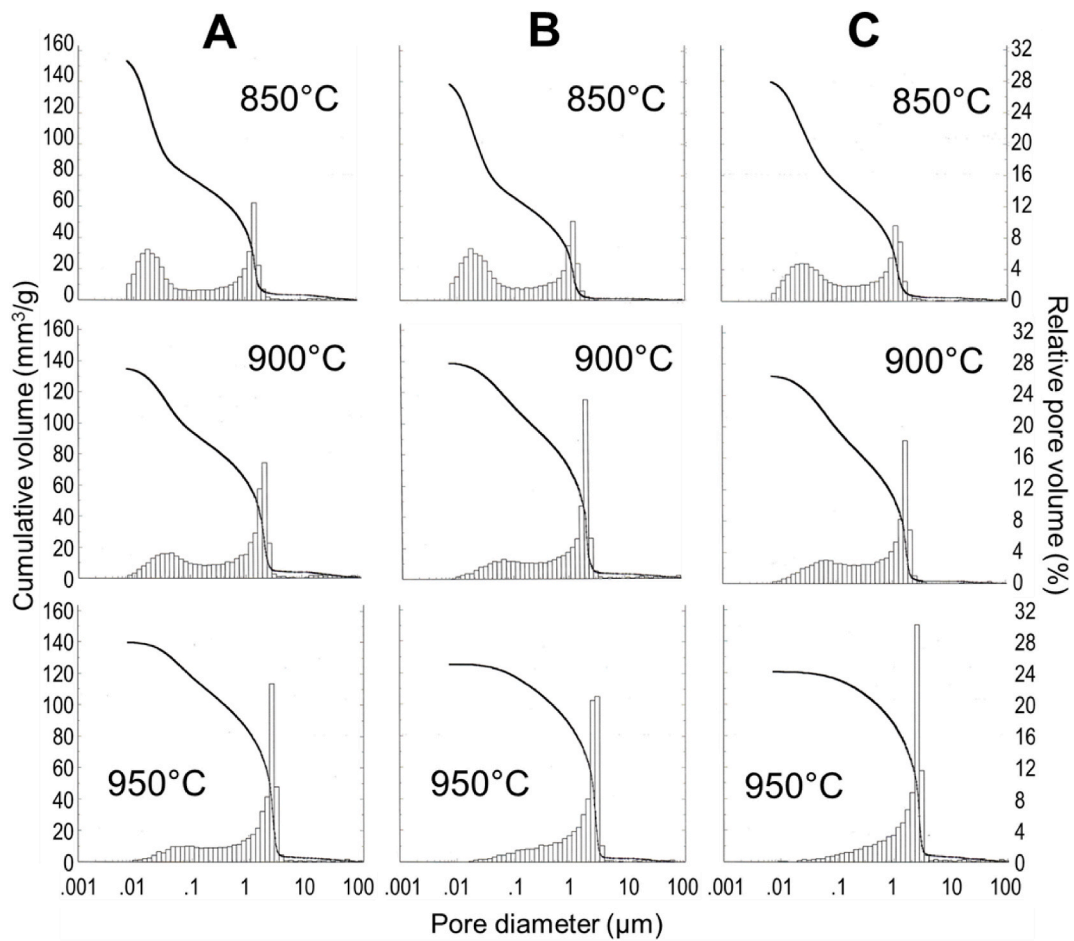 A B C
160 140 120 100 80 60 40 20 0
850°C 850°C 850°C
32 28 24 20 16 12 8 4 0
160 140 120 100 80 60 40 20 0
900°C 900°C 900°C
32 28 24 20 16 12 8 4 0
160 140 120 100 80 60 40 20 0
950°C 950°C 950°C
32 28 24 20 16 12 8 4 0
Cumulative volume (mm³/g)
Relative pore volume (%)
.001 .01 .1 1 10 100 .01 .1 1 10 100 .01 .1 1 10 100
Pore diameter (µm)